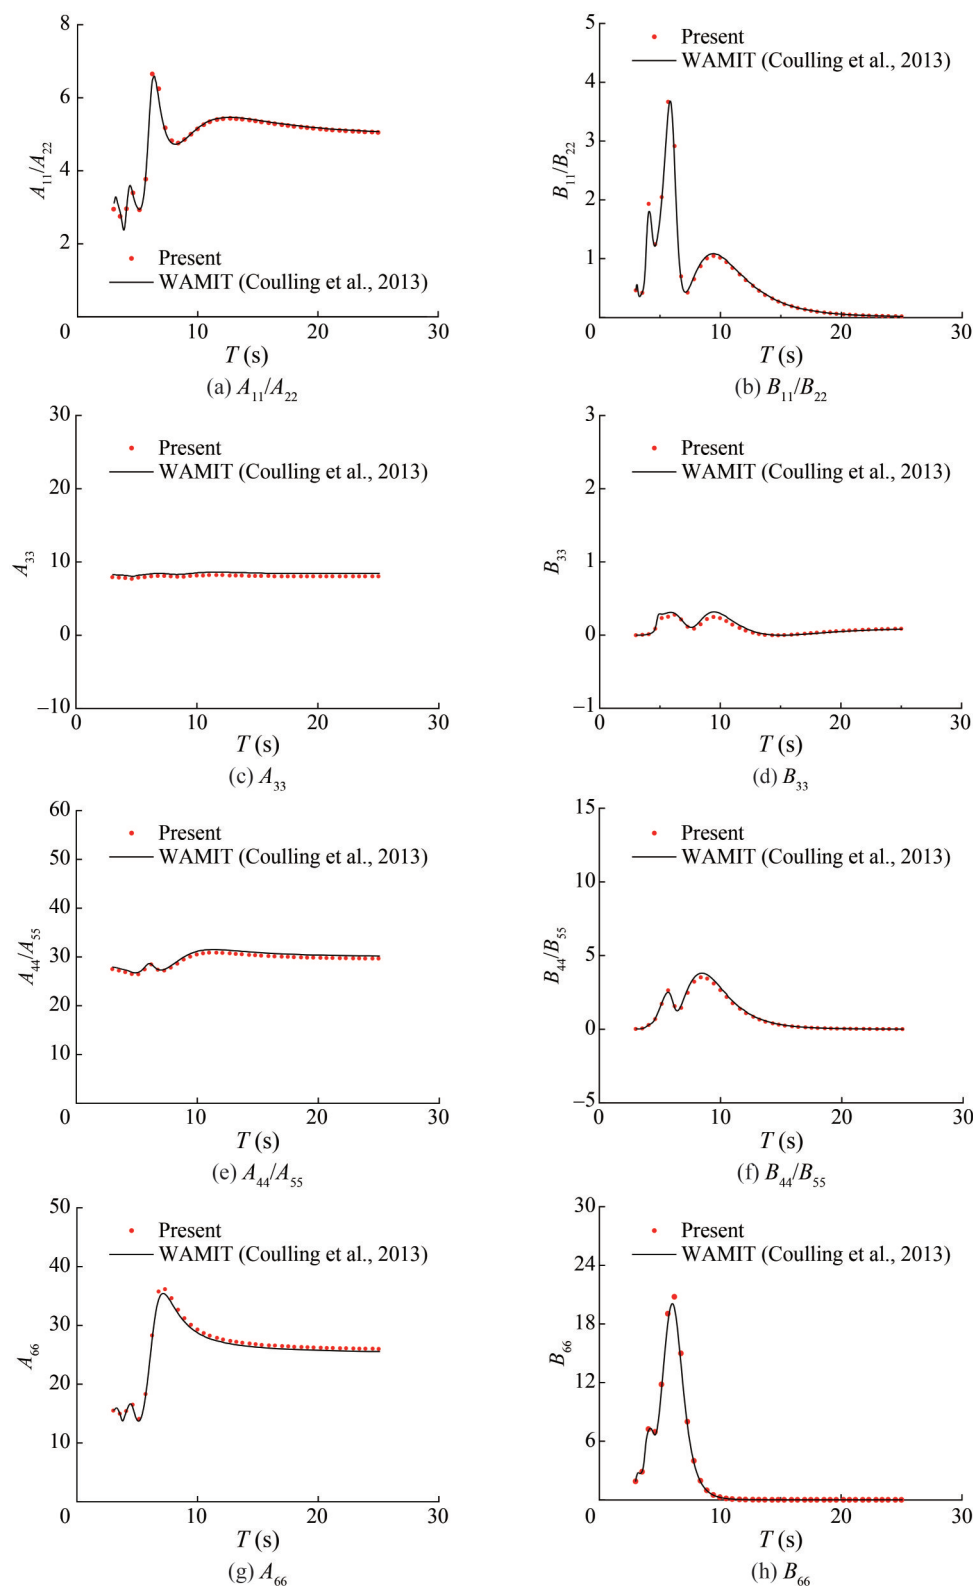 8
6
4
2
0
10
20
30
A11/A22
T (s)
Present
WAMIT (Coulling et al., 2013)
(a) A11/A22
5
4
3
2
1
0
10
20
30
B11/B22
T (s)
Present
WAMIT (Coulling et al., 2013)
(b) B11/B22
30
20
10
0
–10
0
10
20
30
A33
T (s)
Present
WAMIT (Coulling et al., 2013)
(c) A33
3
2
1
0
–1
0
10
20
30
B33
T (s)
Present
WAMIT (Coulling et al., 2013)
(d) B33
60
50
40
30
20
10
0
10
20
30
A44/A55
T (s)
Present
WAMIT (Coulling et al., 2013)
(e) A44/A55
15
10
5
0
–5
0
10
20
30
B44/B55
T (s)
Present
WAMIT (Coulling et al., 2013)
(f) B44/B55
50
40
30
20
10
0
10
20
30
A66
T (s)
Present
WAMIT (Coulling et al., 2013)
(g) A66
30
24
18
12
6
0
10
20
30
B66
T (s)
Present
WAMIT (Coulling et al., 2013)
(h) B66